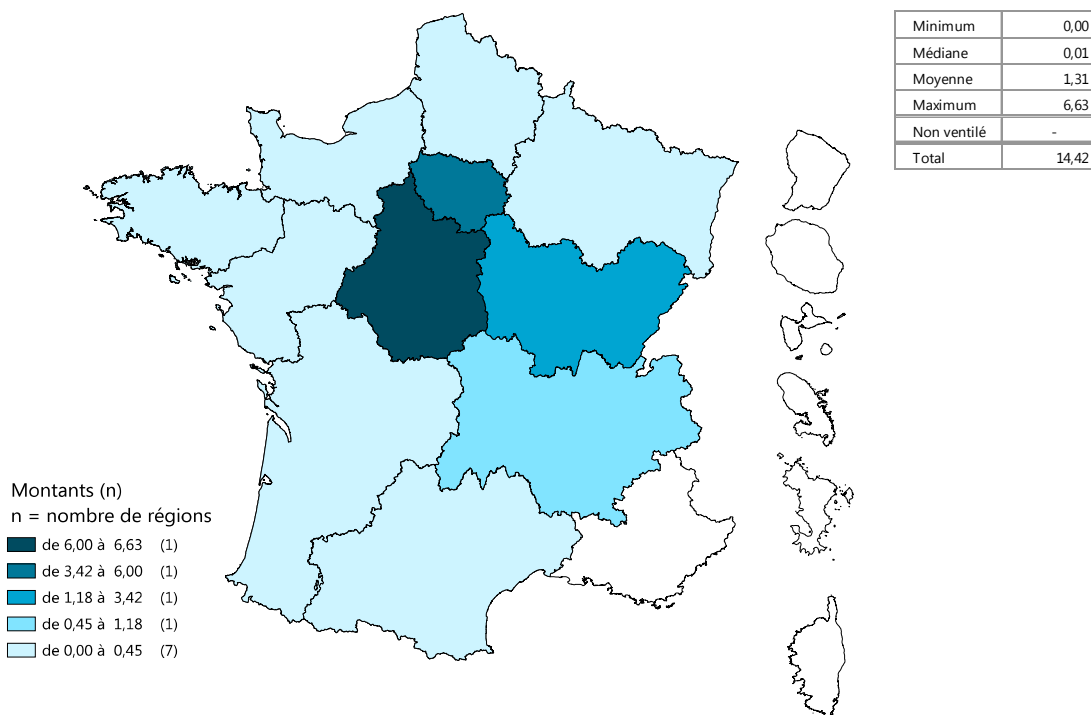 Minimum 0,00
Médiane 0,01
Moyenne 1,31
Maximum 6,63
Non ventilé -
Total 14,42
Montants (n)
n = nombre de régions
de 6,00 à 6,63 (1)
de 3,42 à 6,00 (1)
de 1,18 à 3,42 (1)
de 0,45 à 1,18 (1)
de 0,00 à 0,45 (7)